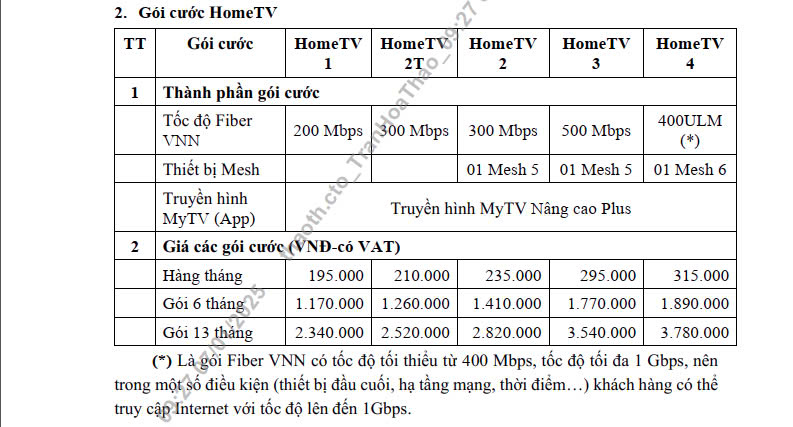 2. Gói cước HomeTV
TT Gói cước HomeTV 1 HomeTV 2T HomeTV 2 HomeTV 3 HomeTV 4
1 Thành phần gói cước
Tốc độ Fiber VNN 200 Mbps 300 Mbps 300 Mbps 500 Mbps 400ULM (*)
Thiết bị Mesh 01 Mesh 5 01 Mesh 5 01 Mesh 6
Truyền hình MyTV (App) Truyền hình MyTV Nâng cao Plus
2 Giá các gói cước (VNĐ-có VAT)
Hàng tháng 195.000 210.000 235.000 295.000 315.000
Gói 6 tháng 1.170.000 1.260.000 1.410.000 1.770.000 1.890.000
Gói 13 tháng 2.340.000 2.520.000 2.820.000 3.540.000 3.780.000
(*) Là gói Fiber VNN có tốc độ tối thiểu từ 400 Mbps, tốc độ tối đa 1 Gbps, nên
trong một số điều kiện (thiết bị đầu cuối, hạ tầng mạng, thời điểm…) khách hàng có thể
truy cập Internet với tốc độ lên đến 1Gbps.
thaoth.cto_TranHoaThao_09:27